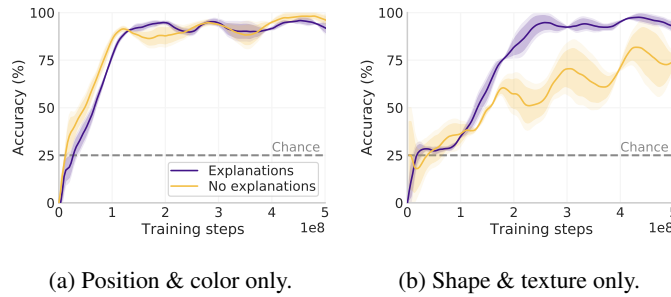 Accuracy (%)
100
75
50
25
0
Chance
Explanations
No explanations
0 1 2 3 4 5
Training steps
1e8
(a) Position & color only.
Accuracy (%)
100
75
50
25
0
Chance
0 1 2 3 4 5
Training steps
1e8
(b) Shape & texture only.